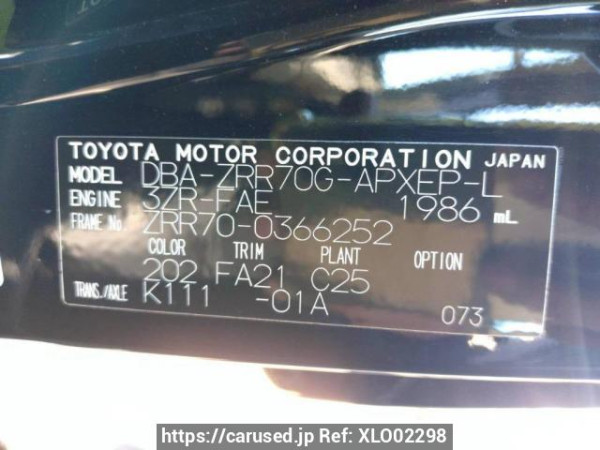 TOYOTA MOTOR CORPORATION JAPAN
MODEL DBA-ZRR70G-APXEP-L
ENGINE 3ZR-FAE 1986 mL
FRAME No. ZRR70-0366252
COLOR TRIM PLANT OPTION
202 FA21 C25
TRANS./AXLE K111 -01A 073
https://carused.jp Ref: XLO02298